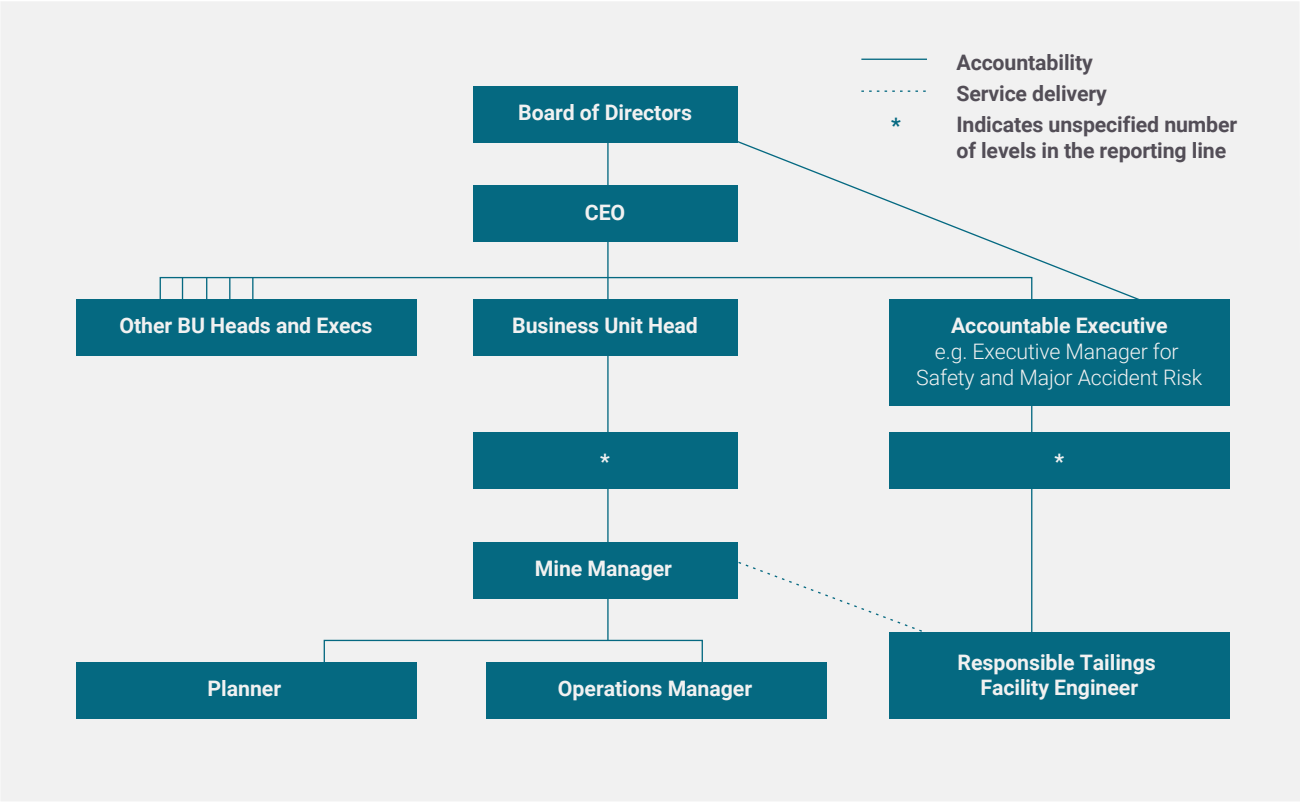 Accountability
Service delivery
* Indicates unspecified number
of levels in the reporting line
Board of Directors
CEO
Other BU Heads and Execs
Business Unit Head
Accountable Executive
e.g. Executive Manager for
Safety and Major Accident Risk
*
*
Mine Manager
Planner
Operations Manager
Responsible Tailings
Facility Engineer